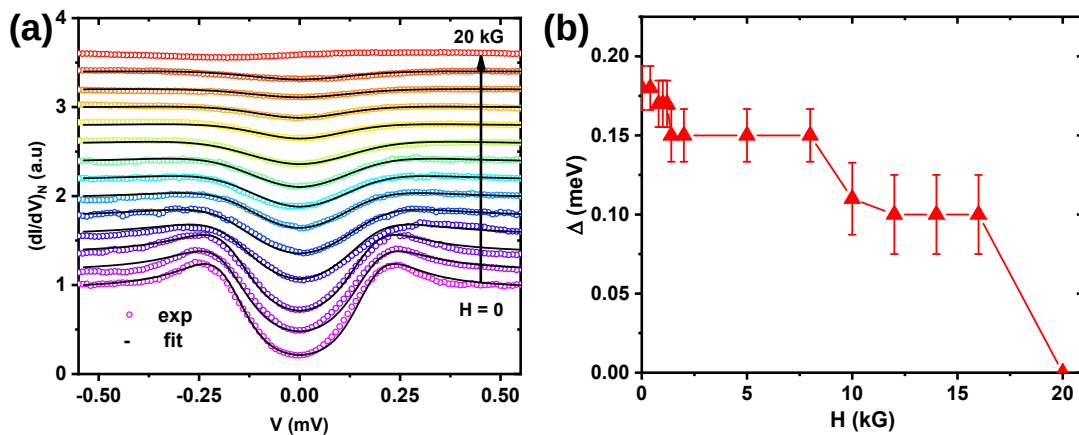 (a)
(dI/dV)N (a.u)
4
3
2
1
0
20 kG
H = 0
exp
fit
-0.50
-0.25
0.00
0.25
0.50
V (mV)
(b)
Δ (meV)
0.20
0.15
0.10
0.05
0.00
0
5
10
15
20
H (kG)